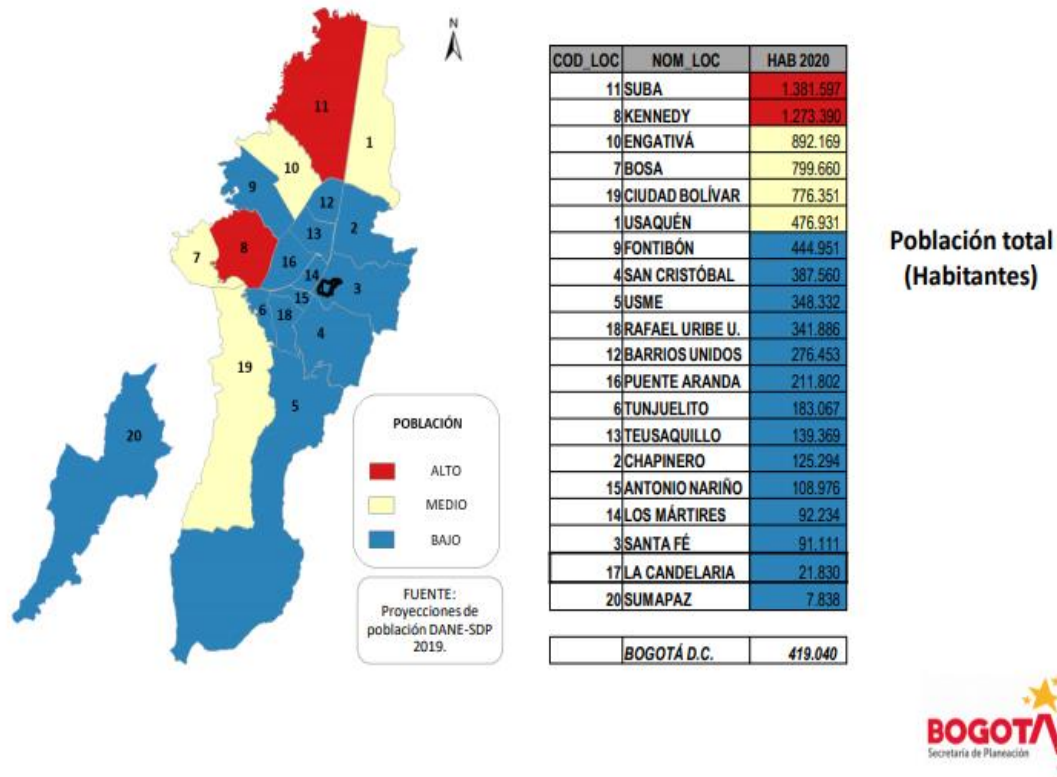 N
11
1
10
9
12
2
13
8
7
16
14
3
15
6
18
4
19
5
20
POBLACIÓN
ALTO
MEDIO
BAJO
FUENTE:
Proyecciones de
población DANE-SDP
2019.
COD_LOC NOM_LOC HAB 2020
11 SUBA 1.381.597
8 KENNEDY 1.273.390
10 ENGATIVÁ 892.169
7 BOSA 799.660
19 CIUDAD BOLÍVAR 776.351
1 USAQUÉN 476.931
9 FONTIBÓN 444.951
4 SAN CRISTÓBAL 387.560
5 USME 348.332
18 RAFAEL URIBE U. 341.886
12 BARRIOS UNIDOS 276.453
16 PUENTE ARANDA 211.802
6 TUNJUELITO 183.067
13 TEUSAQUILLO 139.369
2 CHAPINERO 125.294
15 ANTONIO NARIÑO 108.976
14 LOS MÁRTIRES 92.234
3 SANTA FÉ 91.111
17 LA CANDELARIA 21.830
20 SUMAPAZ 7.838
BOGOTÁ D.C. 419.040
Población total
(Habitantes)
BOGOTÁ
Secretaría de Planeación